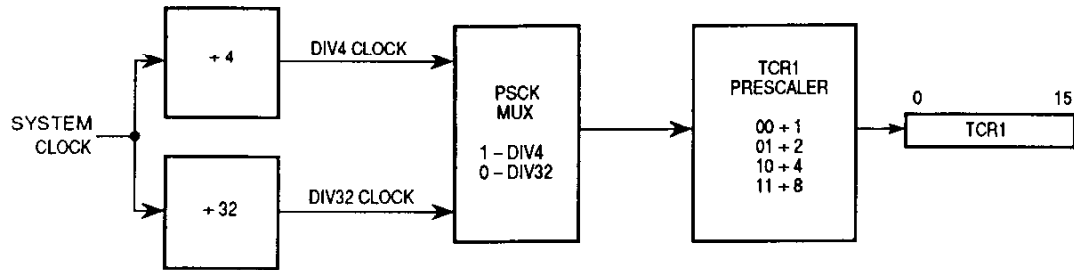 ÷ 4
DIV4 CLOCK
SYSTEM
CLOCK
÷ 32
DIV32 CLOCK
PSCK
MUX
1 – DIV4
0 – DIV32
TCR1
PRESCALER
00 ÷ 1
01 ÷ 2
10 ÷ 4
11 ÷ 8
0 15
TCR1